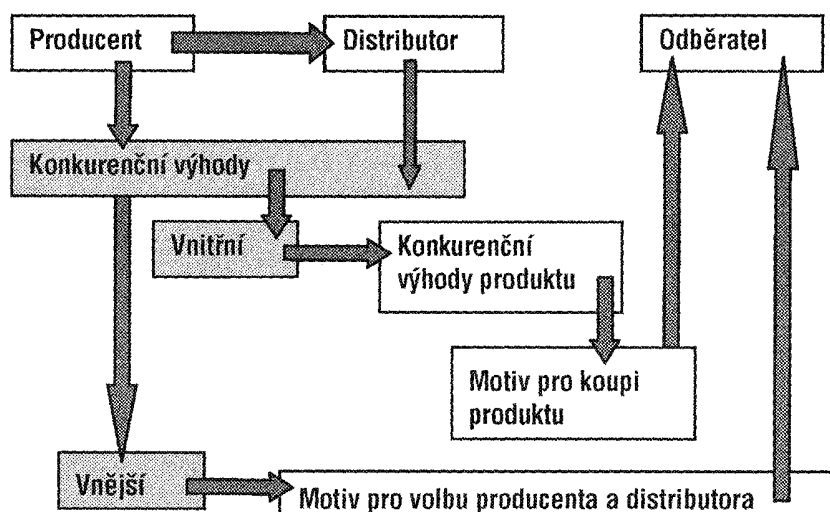 Producent
Distributor
Odběratel
Konkurenční výhody
Vnitřní
Konkurenční
výhody produktu
Motiv pro koupi
produktu
Vnější
Motiv pro volbu producenta a distributora